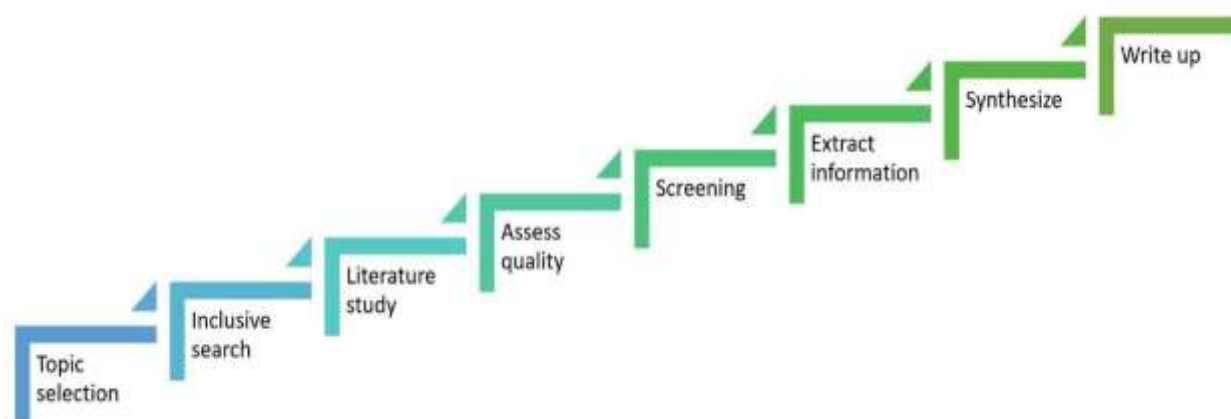 Topic
selection
Inclusive
search
Literature
study
Assess
quality
Screening
Extract
information
Synthesize
Write up